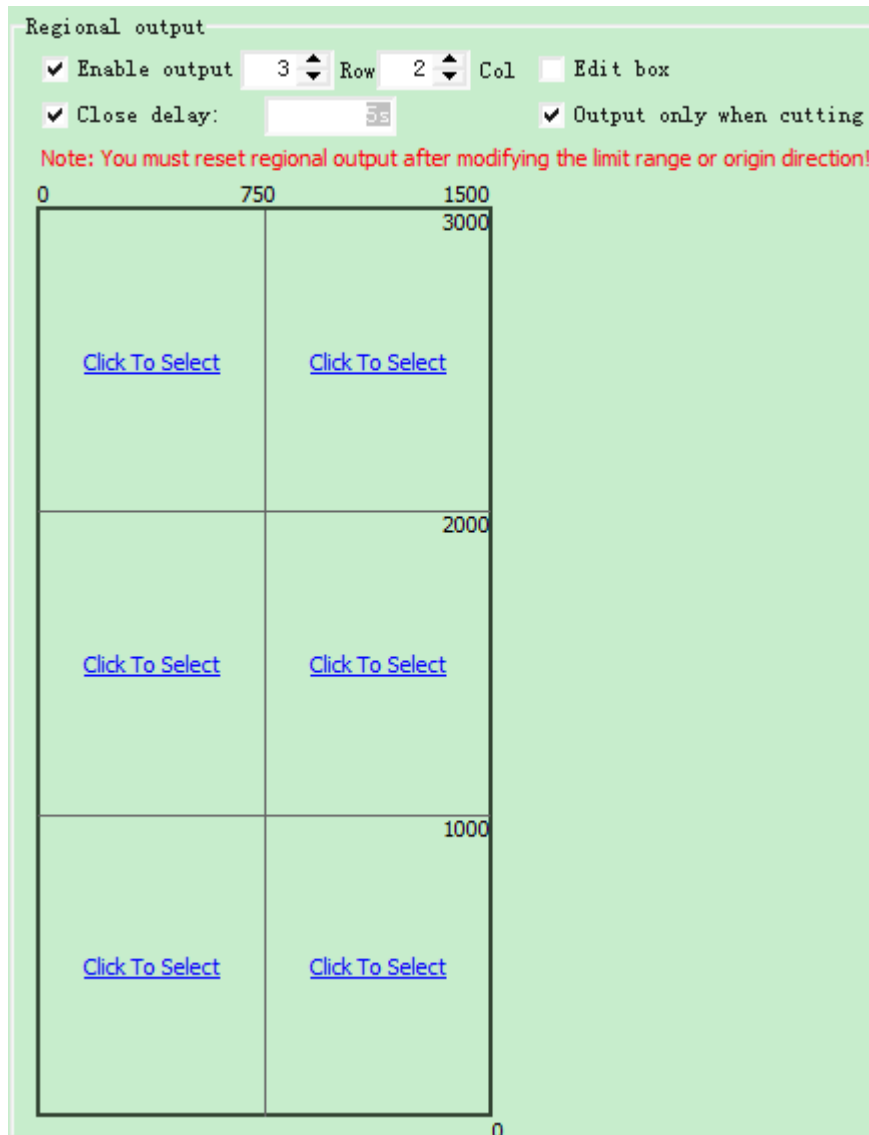 Regional output
Enable output 3 Row 2 Col Edit box
Close delay: 5s Output only when cutting
Note: You must reset regional output after modifying the limit range or origin direction!
0 750 1500
3000
Click To Select Click To Select
2000
Click To Select Click To Select
1000
Click To Select Click To Select
0